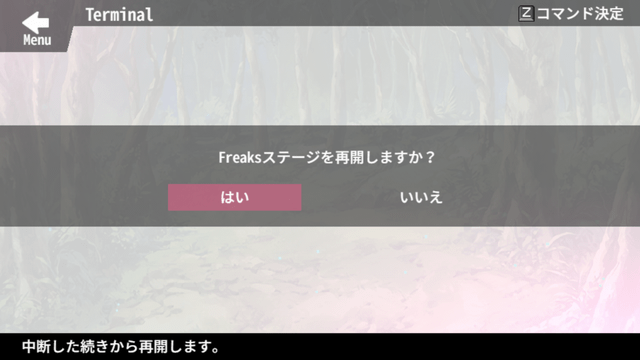 Terminal
Z コマンド決定
Menu
Freaksステージを再開しますか？
はい
いいえ
中断した続きから再開します。